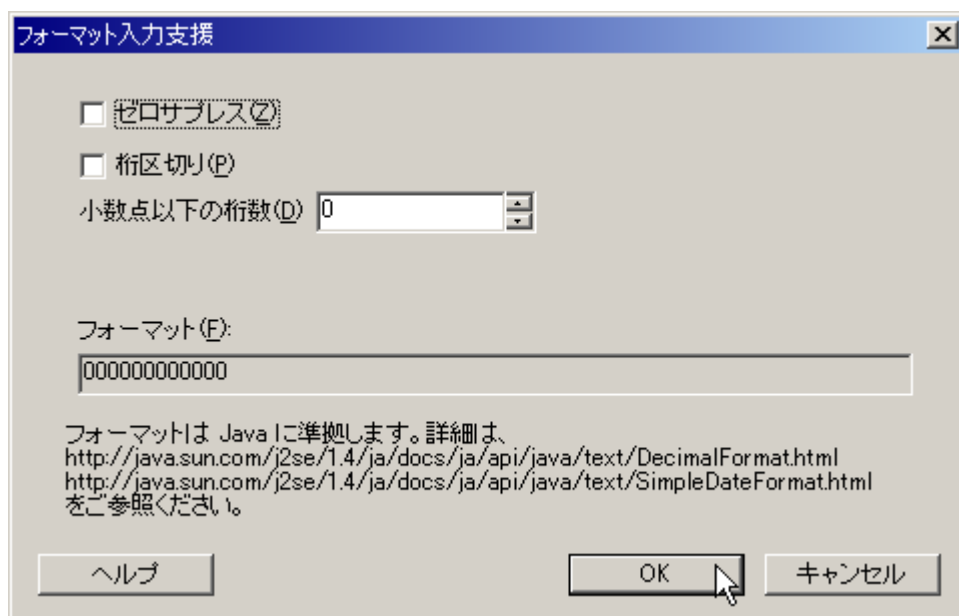 フォーマット入力支援
ゼロサプレス(Z)
桁区切り(P)
小数点以下の桁数(D) 0
フォーマット(F):
000000000000
フォーマットは Java に準拠します。詳細は、
http://java.sun.com/j2se/1.4/ja/docs/ja/api/java/text/DecimalFormat.html
http://java.sun.com/j2se/1.4/ja/docs/ja/api/java/text/SimpleDateFormat.html
をご参照ください。
ヘルプ OK キャンセル